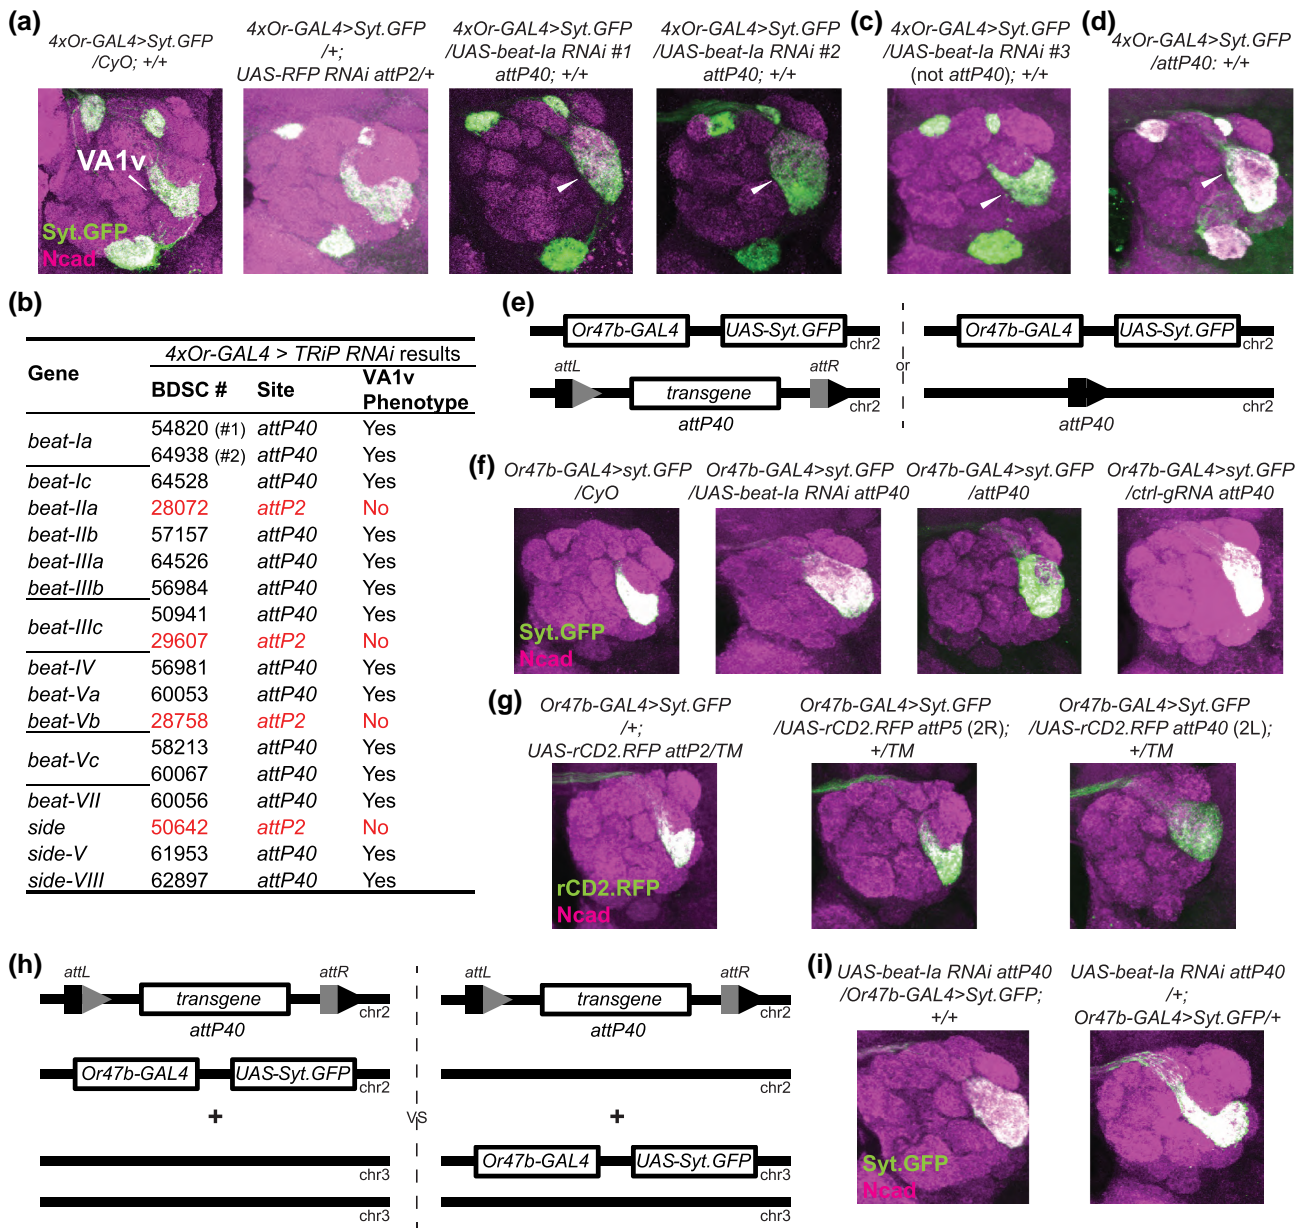 (a)
4xOr-GAL4>Syt.GFP
/CyO; +/+
4xOr-GAL4>Syt.GFP
/+;
UAS-RFP RNAi attP2/+
4xOr-GAL4>Syt.GFP
/UAS-beat-Ia RNAi #1
attP40; +/+
4xOr-GAL4>Syt.GFP
/UAS-beat-Ia RNAi #2
attP40; +/+
VA1v
Syt.GFP
Ncad
(c)
4xOr-GAL4>Syt.GFP
/UAS-beat-Ia RNAi #3
(not attP40); +/+
(d)
4xOr-GAL4>Syt.GFP
/attP40: +/+
(b)
4xOr-GAL4 > TRiP RNAi results
Gene BDSC # Site VA1v Phenotype
beat-Ia 54820 (#1) attP40 Yes
64938 (#2) attP40 Yes
beat-Ic 64528 attP40 Yes
beat-IIa 28072 attP2 No
beat-IIb 57157 attP40 Yes
beat-IIIa 64526 attP40 Yes
beat-IIIb 56984 attP40 Yes
beat-IIIc 50941 attP40 Yes
29607 attP2 No
beat-IV 56981 attP40 Yes
beat-Va 60053 attP40 Yes
beat-Vb 28758 attP2 No
beat-Vc 58213 attP40 Yes
60067 attP40 Yes
beat-VII 60056 attP40 Yes
side 50642 attP2 No
side-V 61953 attP40 Yes
side-VIII 62897 attP40 Yes
(e)
Or47b-GAL4 UAS-Syt.GFP
chr2
attL attR
transgene
chr2
attP40
or
Or47b-GAL4 UAS-Syt.GFP
chr2
chr2
attP40
(f)
Or47b-GAL4>syt.GFP
/CyO
Or47b-GAL4>syt.GFP
/UAS-beat-Ia RNAi attP40
Or47b-GAL4>syt.GFP
/attP40
Or47b-GAL4>syt.GFP
/ctrl-gRNA attP40
Syt.GFP
Ncad
(g)
Or47b-GAL4>Syt.GFP
/+;
UAS-rCD2.RFP attP2/TM
Or47b-GAL4>Syt.GFP
/UAS-rCD2.RFP attP5 (2R);
+/TM
Or47b-GAL4>Syt.GFP
/UAS-rCD2.RFP attP40 (2L);
+/TM
rCD2.RFP
Ncad
(h)
attL attR
transgene
chr2
attP40
Or47b-GAL4 UAS-Syt.GFP
chr2
+
chr3
chr3
vs
attL attR
transgene
chr2
attP40
chr2
+
Or47b-GAL4 UAS-Syt.GFP
chr3
chr3
(i)
UAS-beat-Ia RNAi attP40
/Or47b-GAL4>Syt.GFP;
+/+
UAS-beat-Ia RNAi attP40
/+;
Or47b-GAL4>Syt.GFP/+
Syt.GFP
Ncad